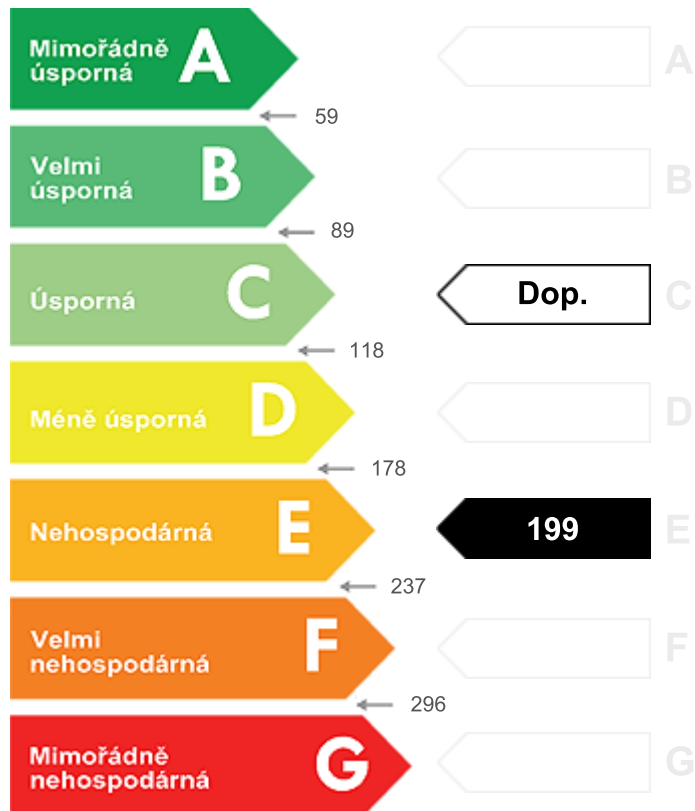 Mimořádně
úsporná
A
A
59
Velmi
úsporná
B
B
89
Úsporná
C
Dop.
C
118
Méně úsporná
D
D
178
Nehospodárná
E
199
E
237
Velmi
nehospodárná
F
F
296
Mimořádně
nehospodárná
G
G